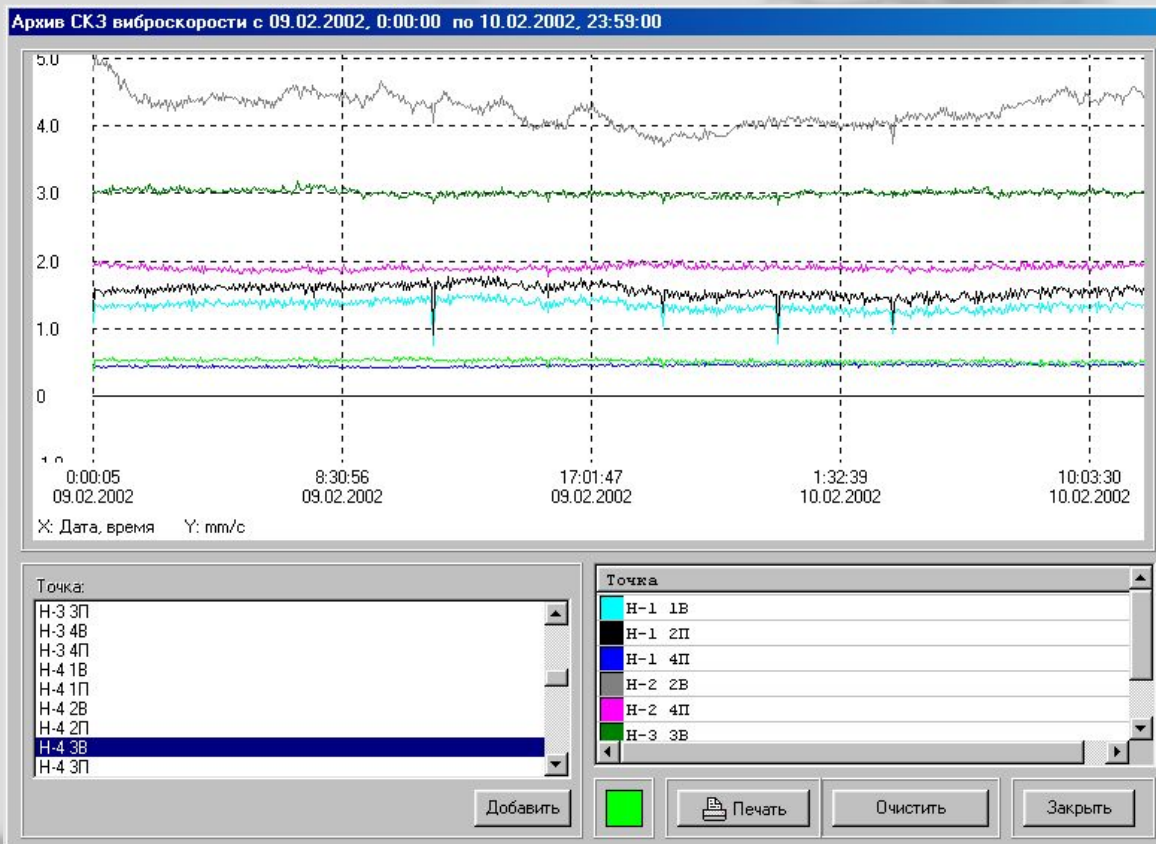 Архив СКЗ виброскорости с 09.02.2002, 0:00:00 по 10.02.2002, 23:59:00
5.0
4.0
3.0
2.0
1.0
0
0:00:05 8:30:56 17:01:47 1:32:39 10:03:30
09.02.2002 09.02.2002 09.02.2002 10.02.2002 10.02.2002
X: Дата, время Y: mm/c
Точка:
Н-3 3П
Н-3 4В
Н-3 4П
Н-4 1В
Н-4 1П
Н-4 2В
Н-4 2П
Н-4 3В
Н-4 3П
Добавить
Точка
Н-1 1В
Н-1 2П
Н-1 4П
Н-2 2В
Н-2 4П
Н-3 3В
Печать
Очистить
Закрыть